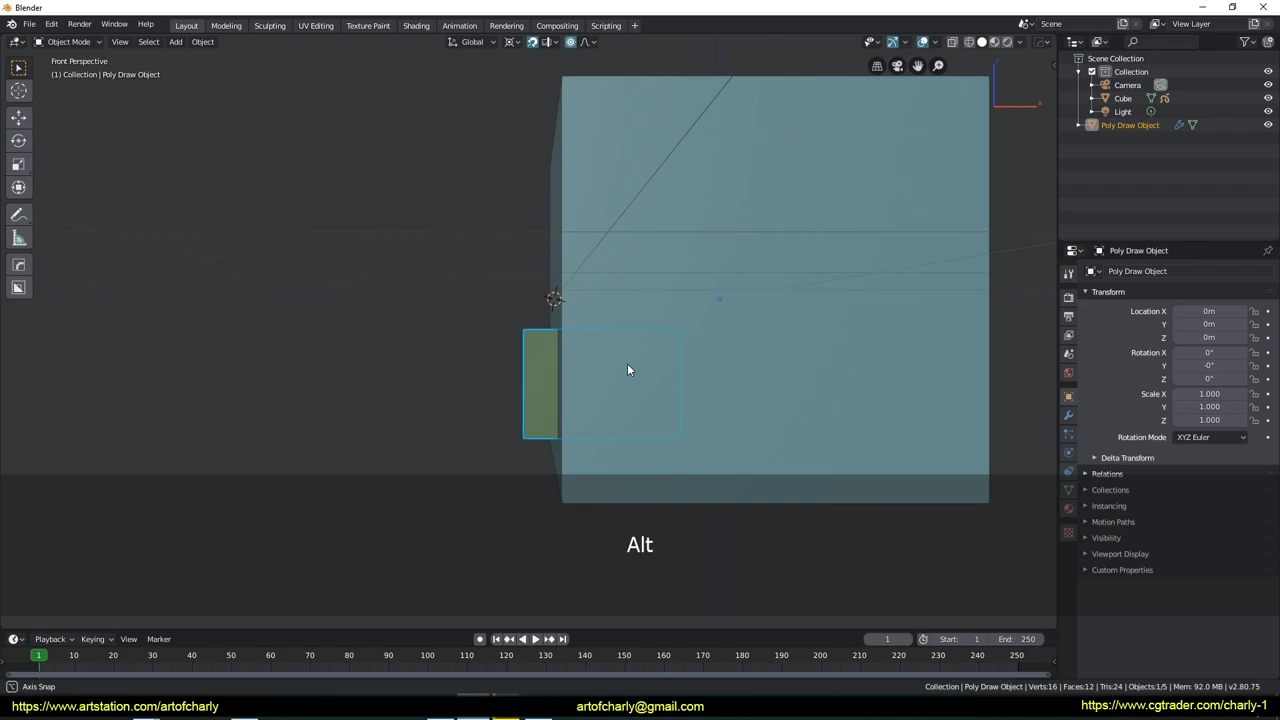 Blender
File Edit Render Window Help Layout Modeling Sculpting UV Editing Texture Paint Shading Animation Rendering Compositing Scripting + Scene View Layer
Object Mode View Select Add Object Global
Front Perspective
(1) Collection | Poly Draw Object
Scene Collection
Collection
Camera
Cube
Light
Poly Draw Object
Poly Draw Object
Poly Draw Object
Transform
Location X 0m
Y 0m
Z 0m
Rotation X 0°
Y -0°
Z 0°
Scale X 1.000
Y 1.000
Z 1.000
Rotation Mode XYZ Euler
Delta Transform
Relations
Collections
Instancing
Motion Paths
Visibility
Viewport Display
Custom Properties
z
x
Alt
Playback Keying View Marker 1 Start: 1 End: 250
1 10 20 30 40 50 60 70 80 90 100 110 120 130 140 150 160 170 180 190 200 210 220 230 240 250
Axis Snap Collection | Poly Draw Object | Verts:16 | Faces:12 | Tris:24 | Objects:1/5 | Mem: 92.0 MB | v2.80.75
https://www.artstation.com/artofcharly artofcharly@gmail.com https://www.cgtrader.com/charly-1